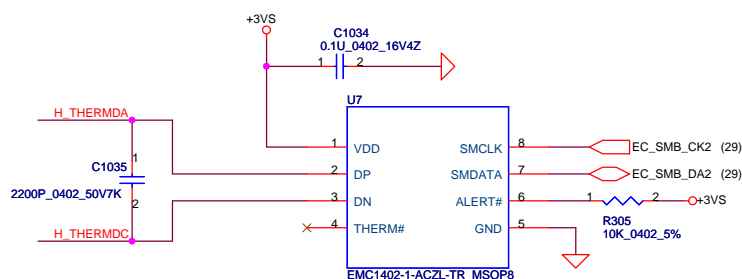 +3VS
C1034
0.1U_0402_16V4Z
1 2
U7
H_THERMDA
1 VDD SMCLK 8 EC_SMB_CK2 (29)
C1035
1
2 DP SMDATA 7 EC_SMB_DA2 (29)
2200P_0402_50V7K
2
3 DN ALERT# 6 1 2 +3VS
H_THERMDC
4 THERM# GND 5
R305
10K_0402_5%
EMC1402-1-ACZL-TR_MSOP8